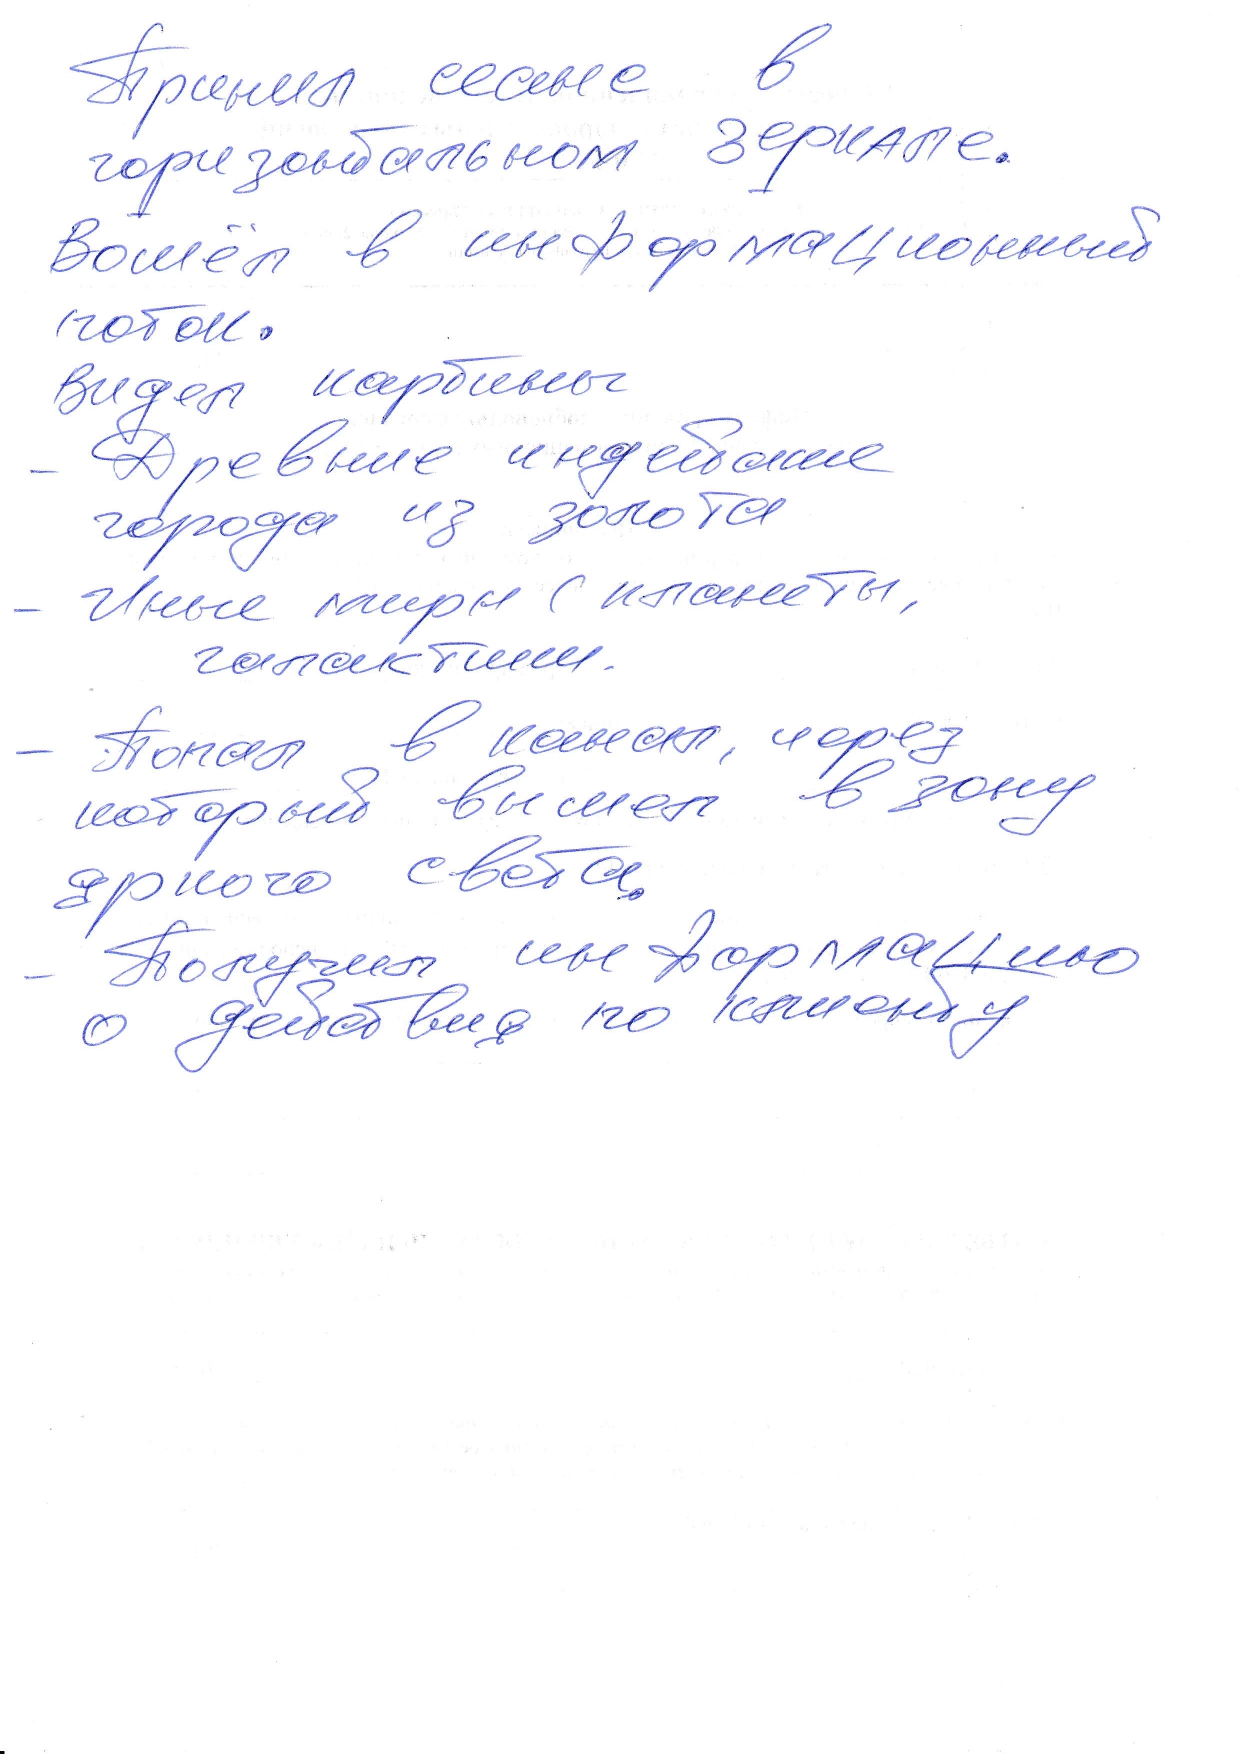 Принял сеанс в
горизонтальном зеркале.
Вошёл в информационный
поток.
Видел картины
- Древние индейские
города из золота
- Иные миры (планеты,
галактики.
- Попал в канал, через
который вышел в зону
яркого света.
- Получил информацию
о действия по клиенту